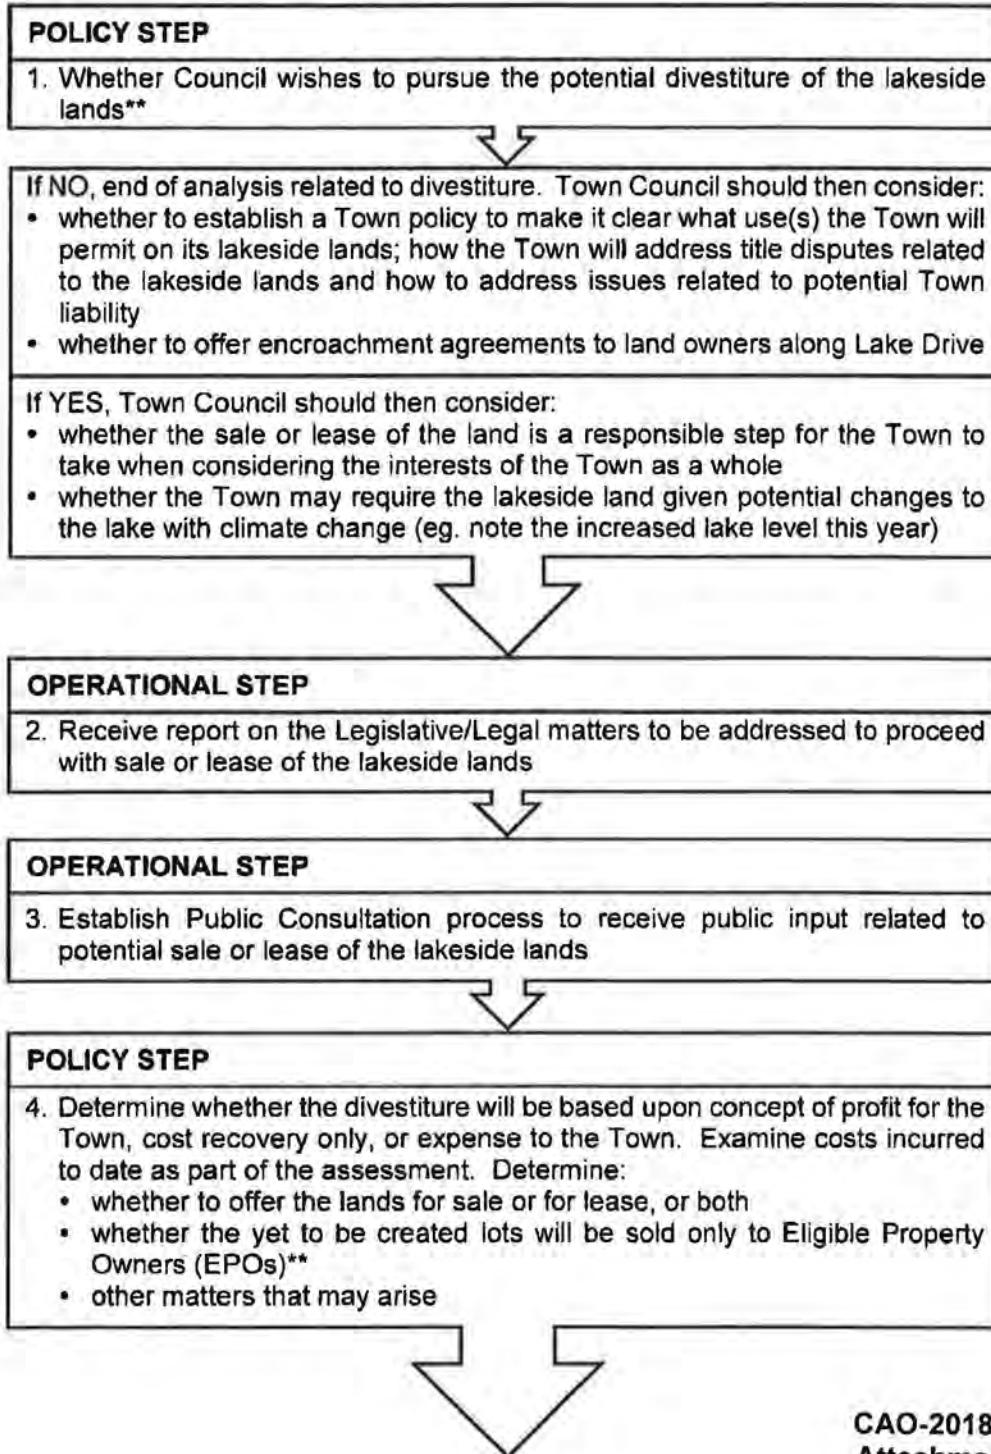 POLICY STEP
1. Whether Council wishes to pursue the potential divestiture of the lakeside
lands**
If NO, end of analysis related to divestiture. Town Council should then consider:
• whether to establish a Town policy to make it clear what use(s) the Town will
permit on its lakeside lands; how the Town will address title disputes related
to the lakeside lands and how to address issues related to potential Town
liability
• whether to offer encroachment agreements to land owners along Lake Drive
If YES, Town Council should then consider:
• whether the sale or lease of the land is a responsible step for the Town to
take when considering the interests of the Town as a whole
• whether the Town may require the lakeside land given potential changes to
the lake with climate change (eg. note the increased lake level this year)
OPERATIONAL STEP
2. Receive report on the Legislative/Legal matters to be addressed to proceed
with sale or lease of the lakeside lands
OPERATIONAL STEP
3. Establish Public Consultation process to receive public input related to
potential sale or lease of the lakeside lands
POLICY STEP
4. Determine whether the divestiture will be based upon concept of profit for the
Town, cost recovery only, or expense to the Town. Examine costs incurred
to date as part of the assessment. Determine:
• whether to offer the lands for sale or for lease, or both
• whether the yet to be created lots will be sold only to Eligible Property
Owners (EPOs)**
• other matters that may arise
CAO-2018